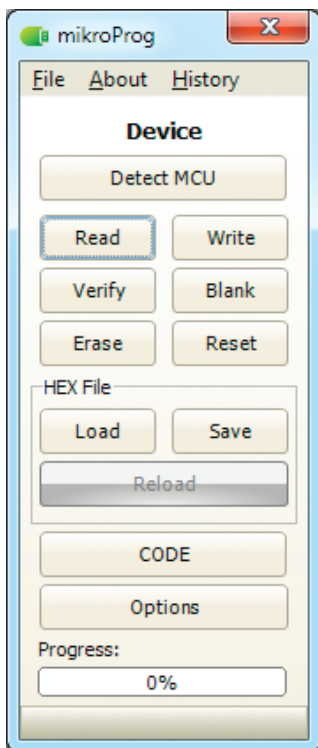 mikroProg
File About History
Device
Detect MCU
Read Write
Verify Blank
Erase Reset
HEX File
Load Save
Reload
CODE
Options
Progress:
0%